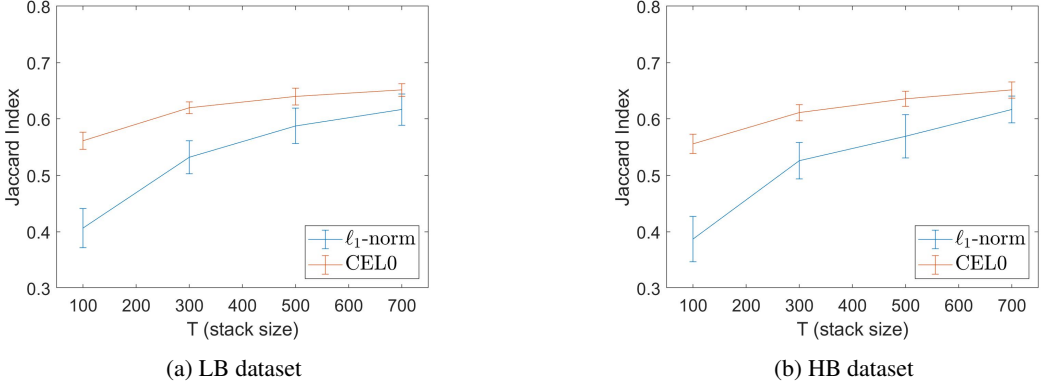 0.8
0.7
0.6
0.5
0.4
0.3
Jaccard Index
100 200 300 400 500 600 700
T (stack size)
ℓ₁-norm
CEL0
(a) LB dataset
0.8
0.7
0.6
0.5
0.4
0.3
Jaccard Index
100 200 300 400 500 600 700
T (stack size)
ℓ₁-norm
CEL0
(b) HB dataset